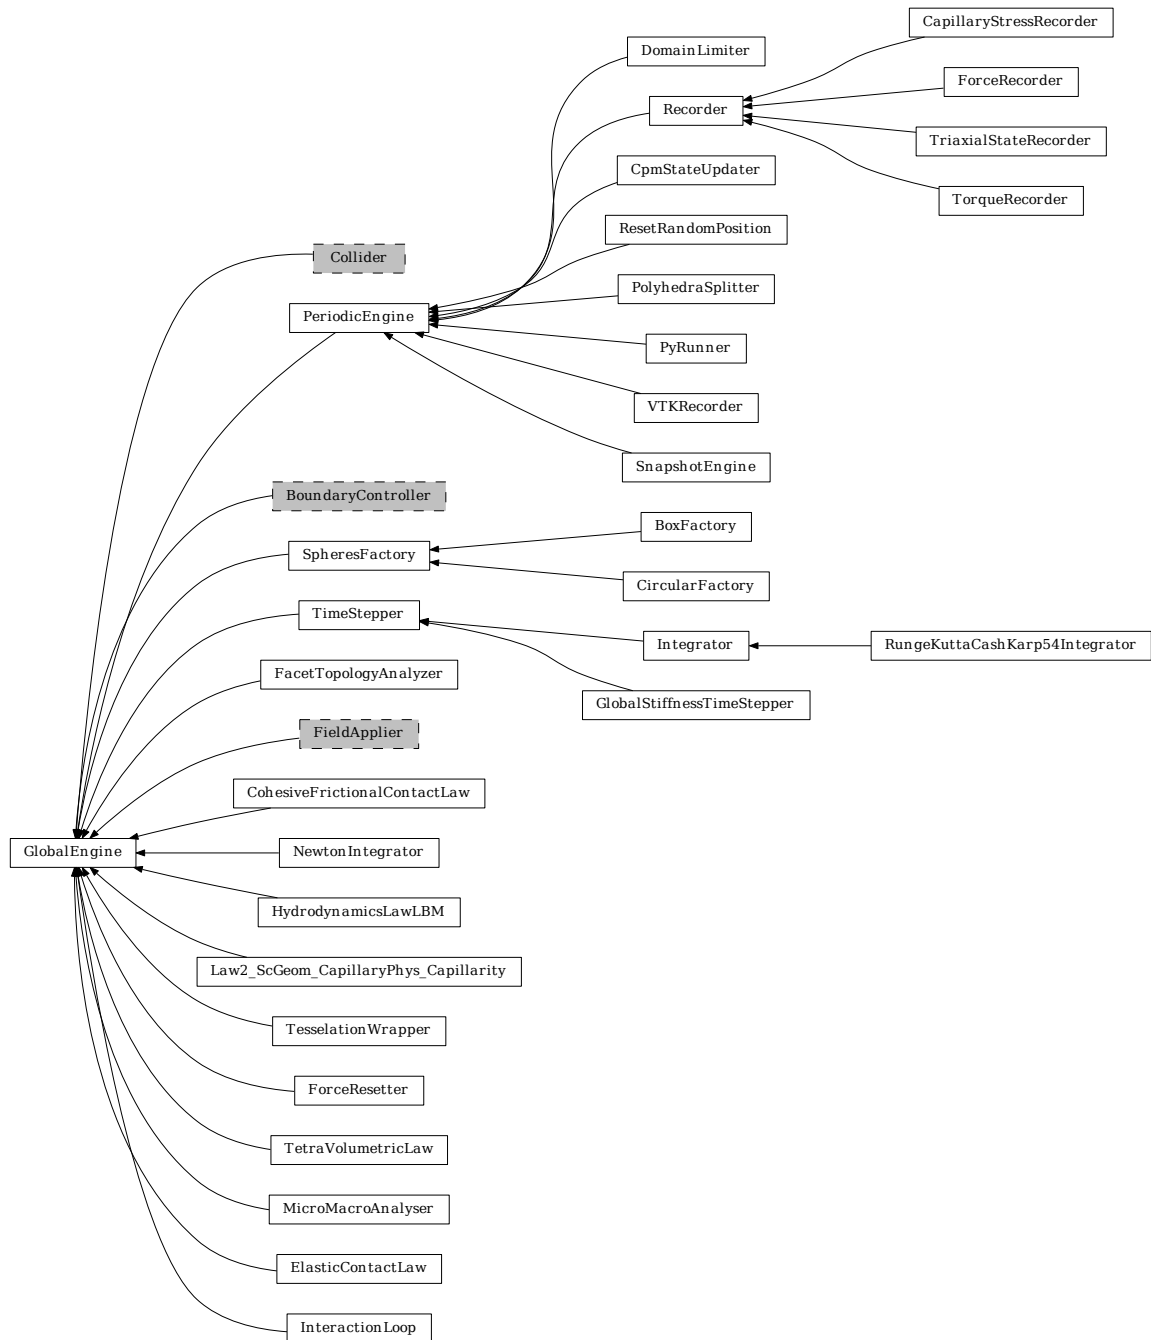 CapillaryStressRecorder
DomainLimiter
ForceRecorder
Recorder
TriaxialStateRecorder
CpmStateUpdater
TorqueRecorder
ResetRandomPosition
Collider
PolyhedraSplitter
PeriodicEngine
PyRunner
VTKRecorder
SnapshotEngine
BoundaryController
BoxFactory
SpheresFactory
CircularFactory
TimeStepper
Integrator
RungeKuttaCashKarp54Integrator
FacetTopologyAnalyzer
GlobalStiffnessTimeStepper
FieldApplier
CohesiveFrictionalContactLaw
GlobalEngine
NewtonIntegrator
HydrodynamicsLawLBM
Law2_ScGeom_CapillaryPhys_Capillarity
TesselationWrapper
ForceResetter
TetraVolumetricLaw
MicroMacroAnalyser
ElasticContactLaw
InteractionLoop